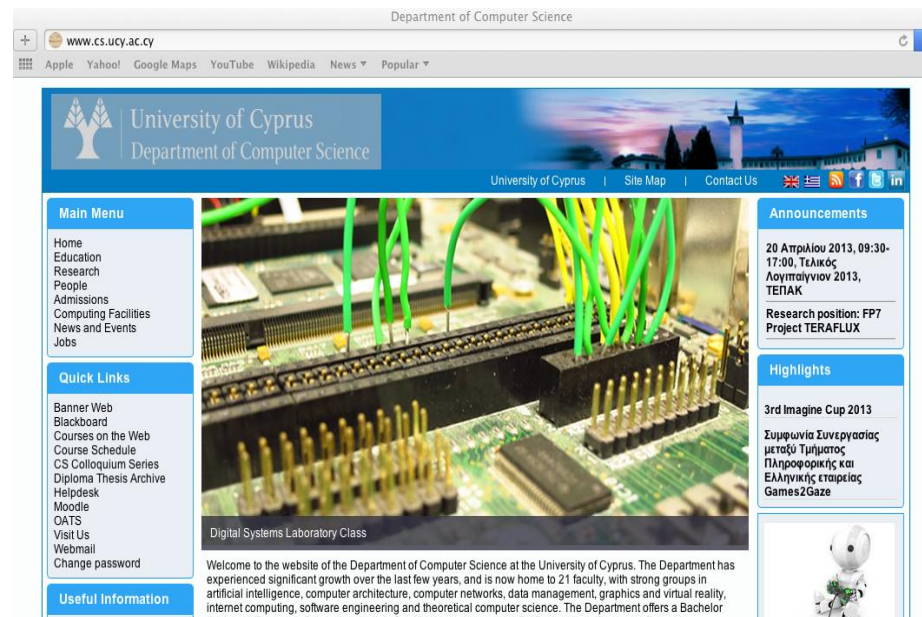 Department of Computer Science
www.cs.ucy.ac.cy
Apple Yahoo! Google Maps YouTube Wikipedia News Popular
University of Cyprus
Department of Computer Science
University of Cyprus | Site Map | Contact Us
Main Menu
Home
Education
Research
People
Admissions
Computing Facilities
News and Events
Jobs
Quick Links
Banner Web
Blackboard
Courses on the Web
Course Schedule
CS Colloquium Series
Diploma Thesis Archive
Helpdesk
Moodle
OATS
Visit Us
Webmail
Change password
Useful Information
Digital Systems Laboratory Class
Welcome to the website of the Department of Computer Science at the University of Cyprus. The Department has
experienced significant growth over the last few years, and is now home to 21 faculty, with strong groups in
artificial intelligence, computer architecture, computer networks, data management, graphics and virtual reality,
internet computing, software engineering and theoretical computer science. The Department offers a Bachelor
Announcements
20 Απριλίου 2013, 09:30-
17:00, Τελικός
Λογιπαίγνιον 2013,
ΤΕΠΑΚ
Research position: FP7
Project TERAFLUX
Highlights
3rd Imagine Cup 2013
Συμφωνία Συνεργασίας
μεταξύ Τμήματος
Πληροφορικής και
Ελληνικής εταιρείας
Games2Gaze